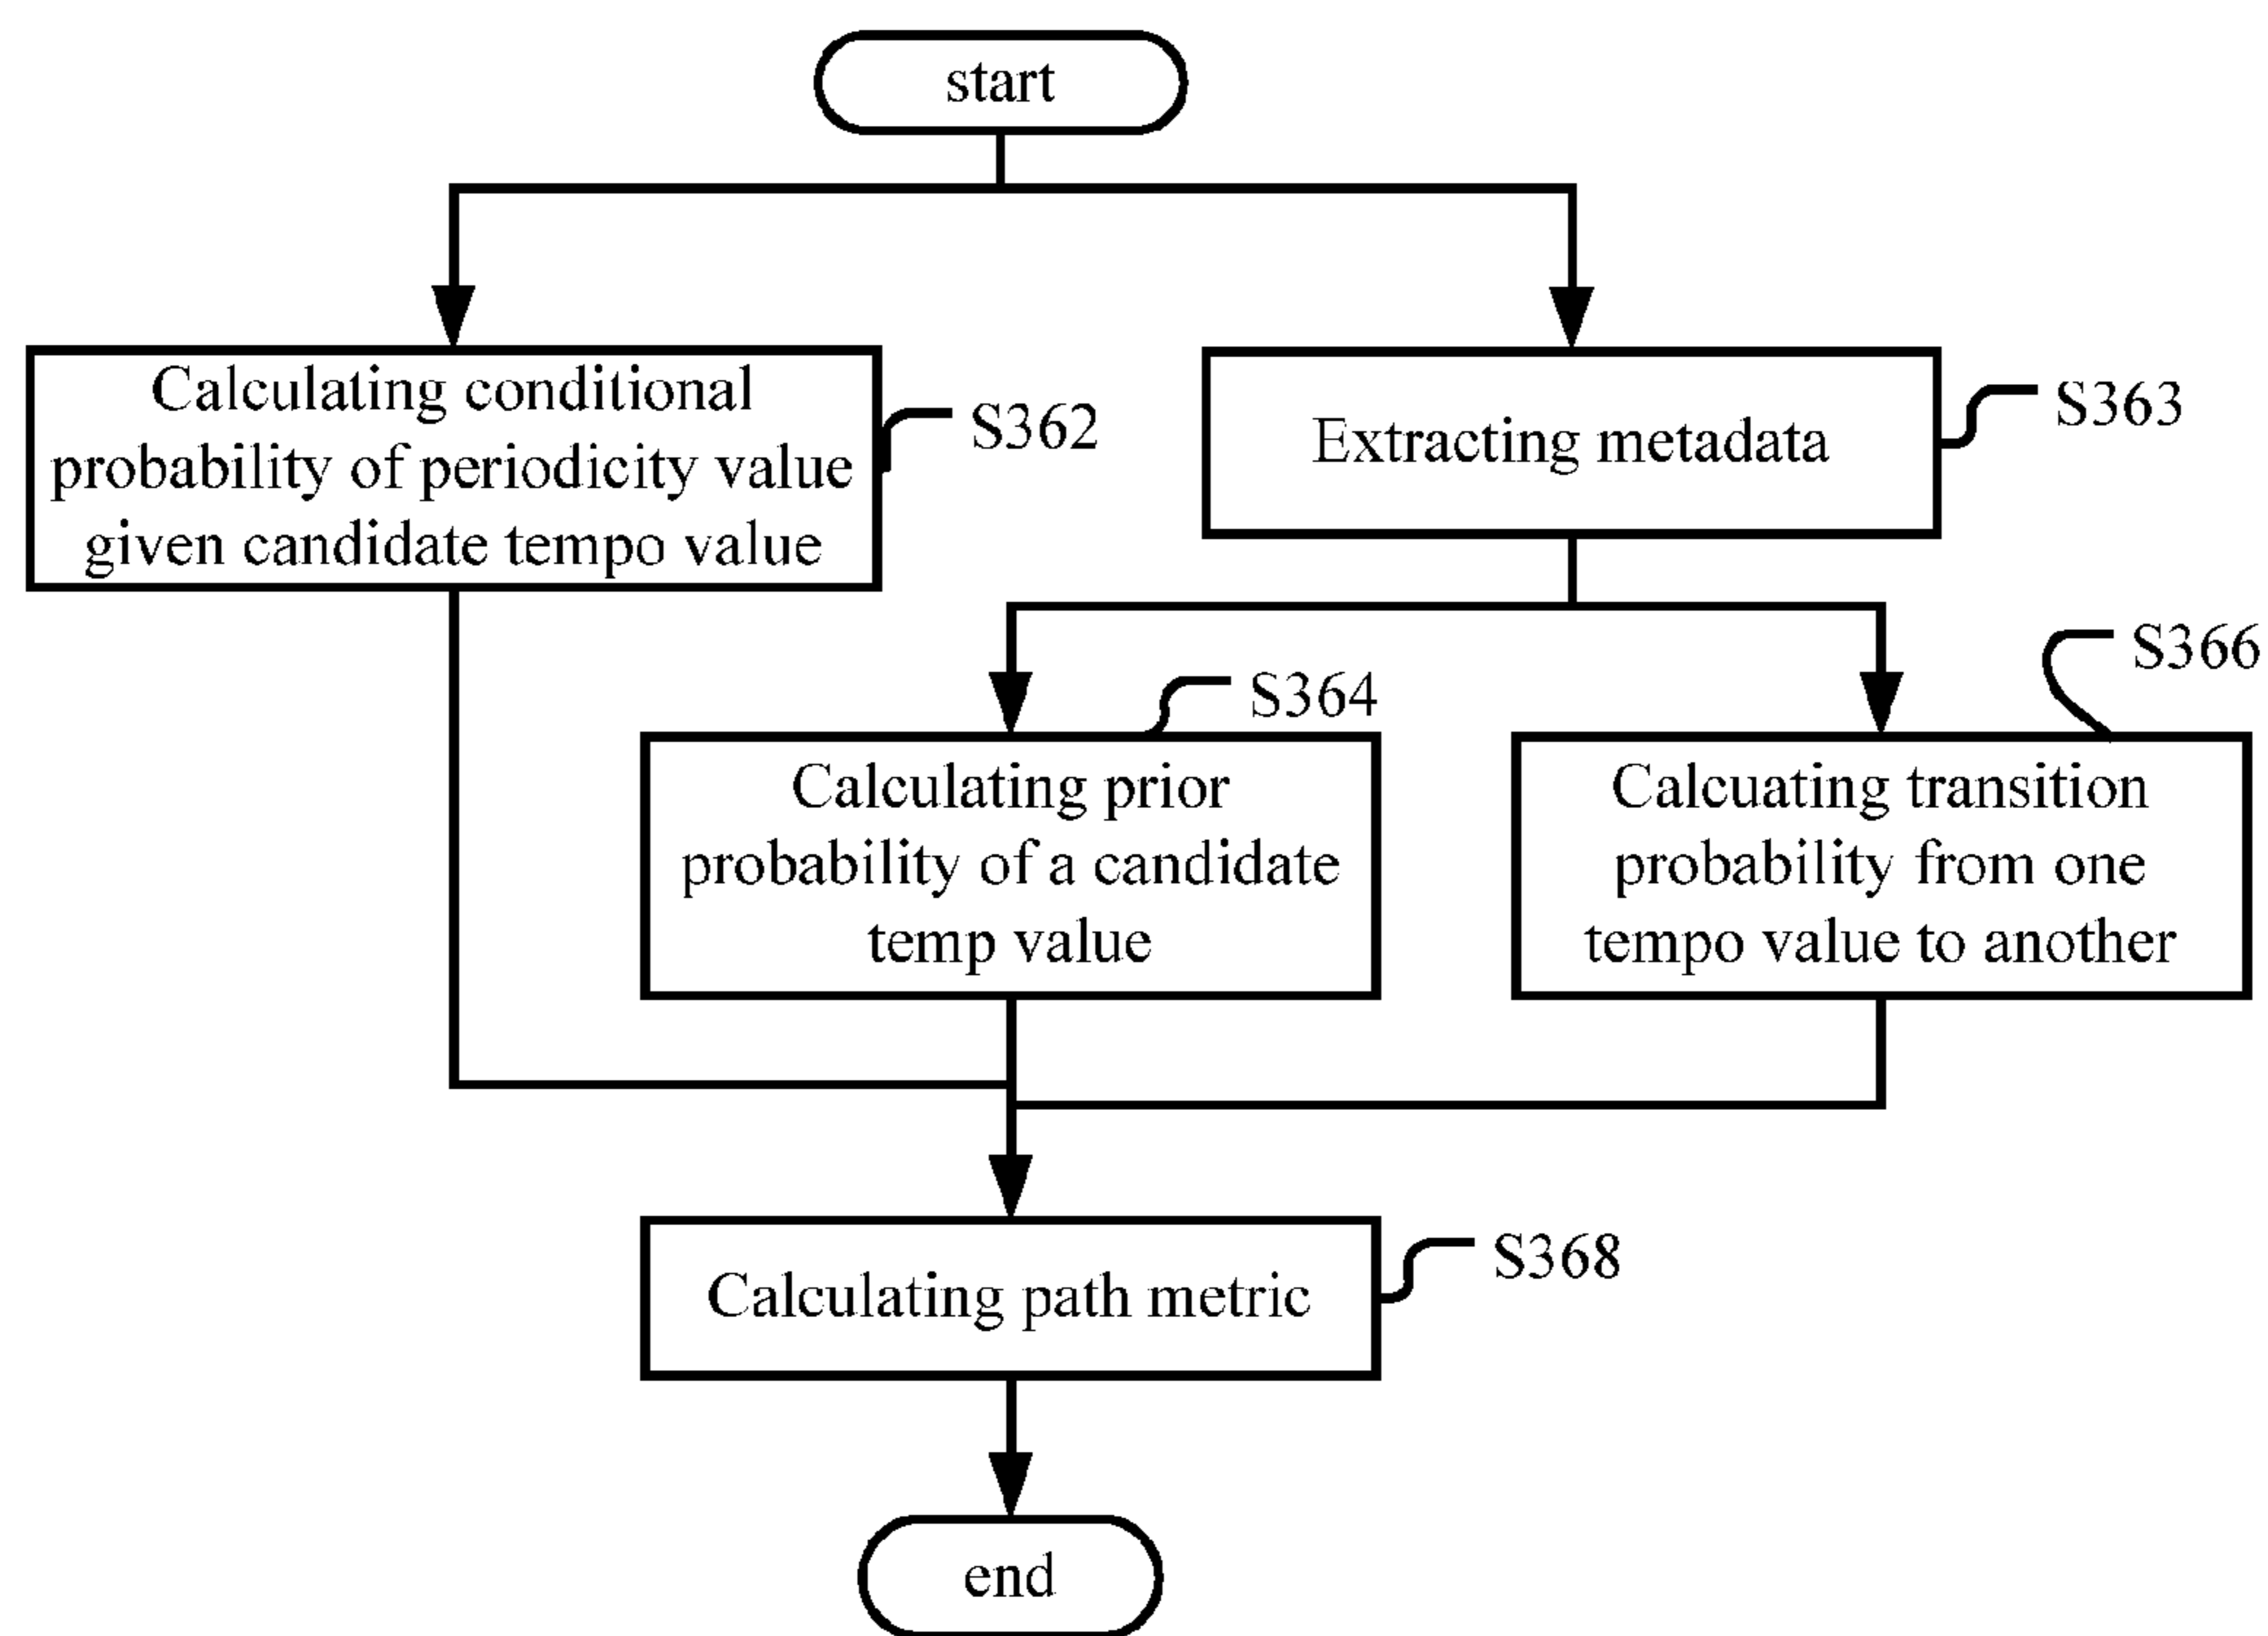 start
Calculating conditional
probability of periodicity value
given candidate tempo value
S362
Extracting metadata
S363
Calculating prior
probability of a candidate
temp value
S364
Calcuating transition
probability from one
tempo value to another
S366
Calculating path metric
S368
end